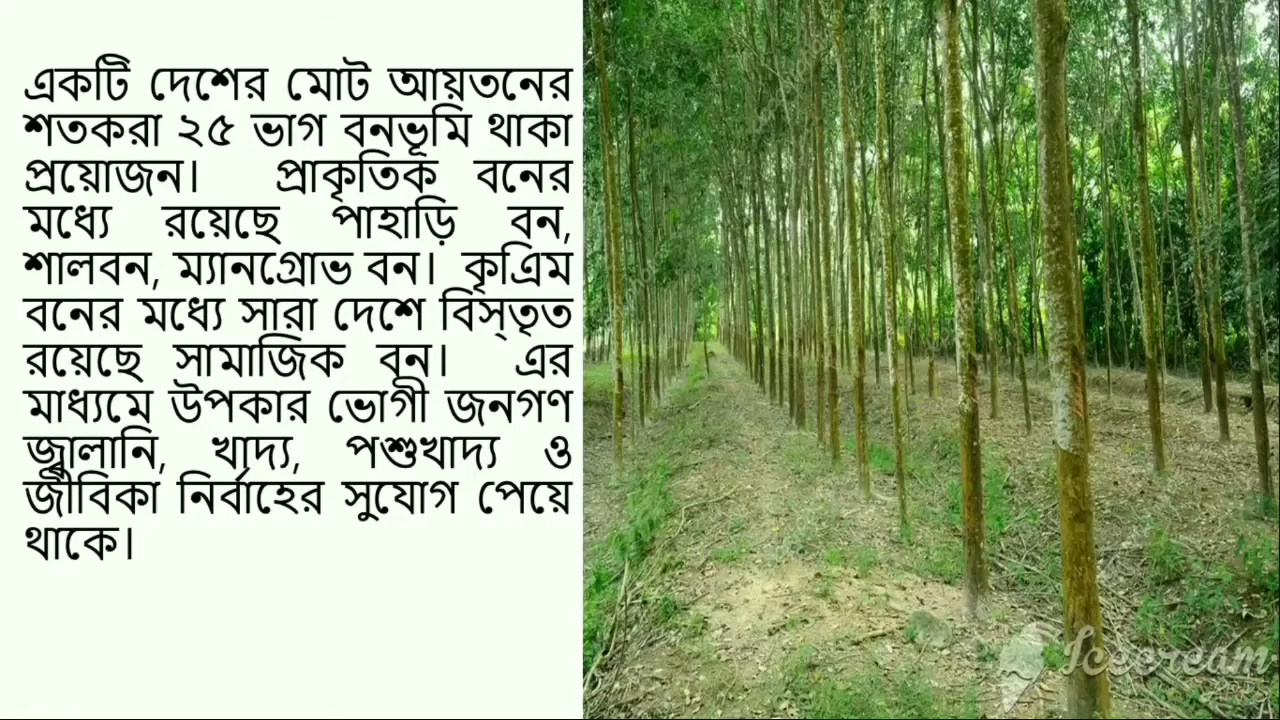 একটি দেশের মোট আয়তনের
শতকরা ২৫ ভাগ বনভূমি থাকা
প্রয়োজন। প্রাকৃতিক বনের
মধ্যে রয়েছে পাহাড়ি বন,
শালবন, ম্যানগ্রোভ বন। কৃএিম
বনের মধ্যে সারা দেশে বিস্তৃত
রয়েছে সামাজিক বন। এর
মাধ্যমে উপকার ভোগী জনগণ
জ্বালানি, খাদ্য, পশুখাদ্য ও
জীবিকা নির্বাহের সুযোগ পেয়ে
থাকে।
Icecream